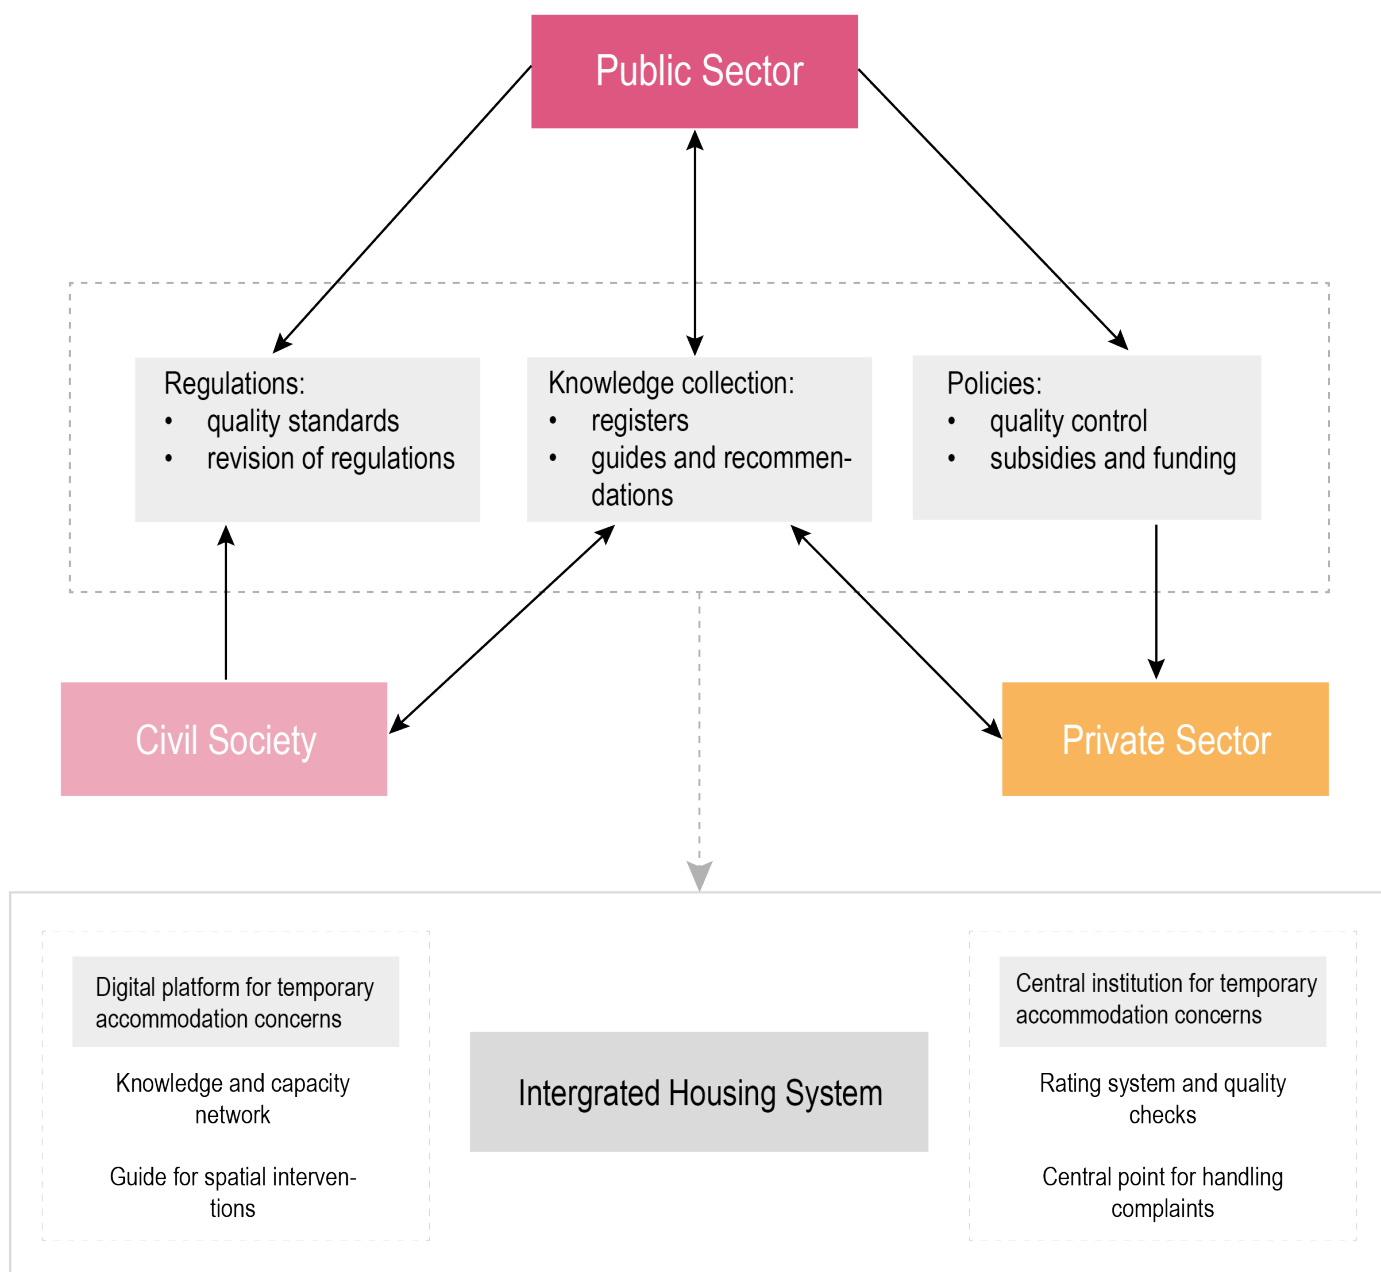 Public Sector
Regulations:
• quality standards
• revision of regulations
Knowledge collection:
• registers
• guides and recommen-
dations
Policies:
• quality control
• subsidies and funding
Civil Society
Private Sector
Digital platform for temporary
accommodation concerns
Knowledge and capacity
network
Guide for spatial interven-
tions
Intergrated Housing System
Central institution for temporary
accommodation concerns
Rating system and quality
checks
Central point for handling
complaints